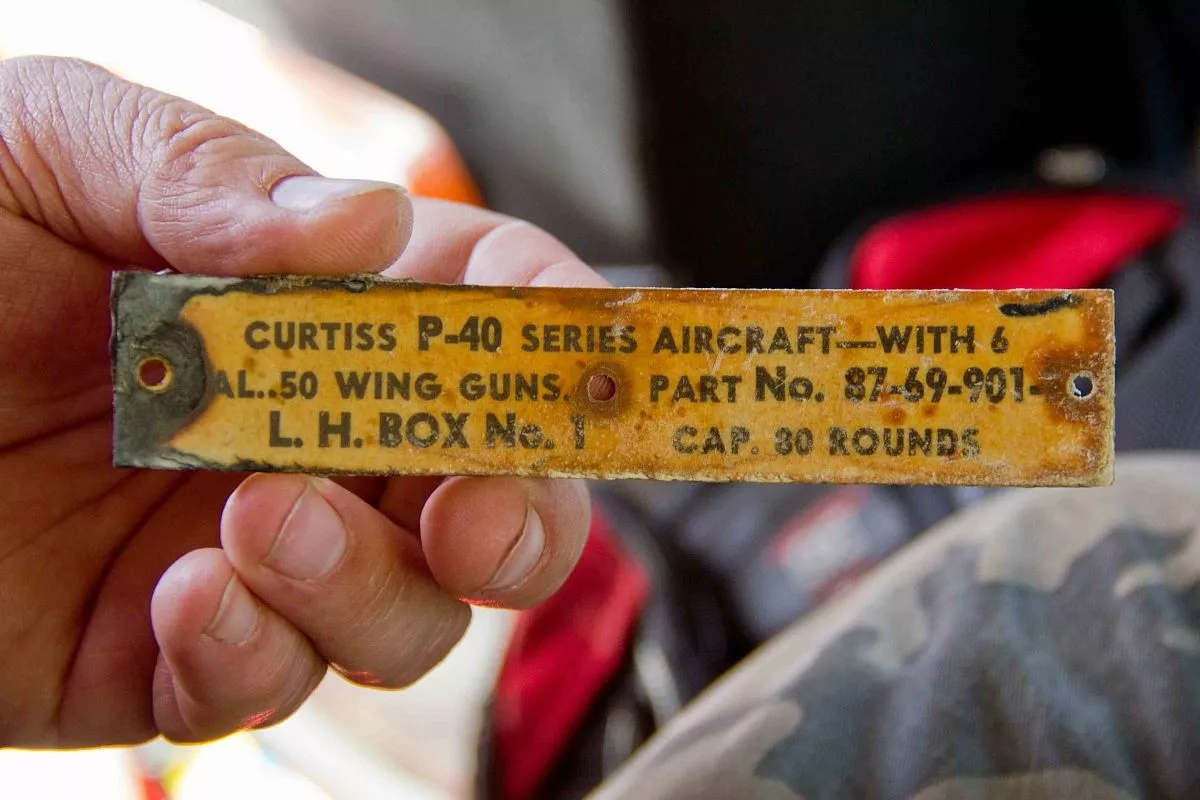 CURTISS P-40 SERIES AIRCRAFT—WITH 6
AL..50 WING GUNS. PART No. 87-69-901-
L. H. BOX No. 1 CAP. 80 ROUNDS